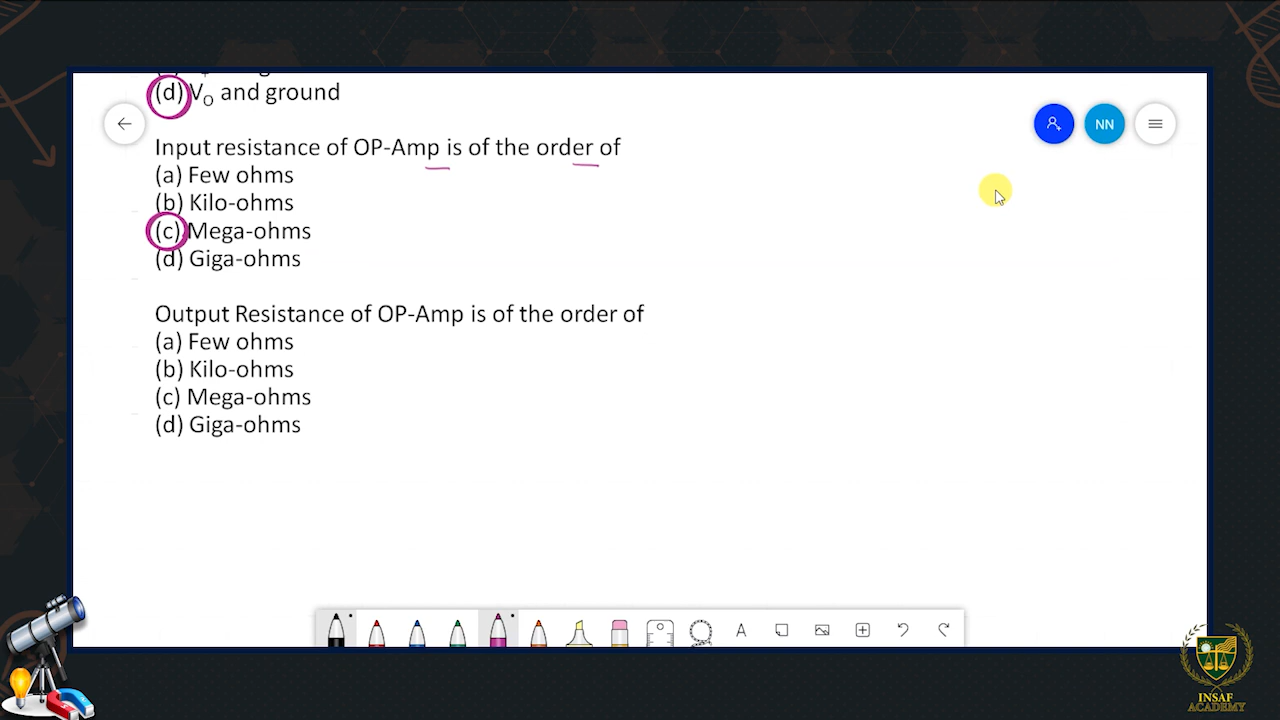 (d) Vo and ground
NN
Input resistance of OP-Amp is of the order of
(a) Few ohms
(b) Kilo-ohms
(c) Mega-ohms
(d) Giga-ohms
Output Resistance of OP-Amp is of the order of
(a) Few ohms
(b) Kilo-ohms
(c) Mega-ohms
(d) Giga-ohms
A
INSAF
ACADEMY